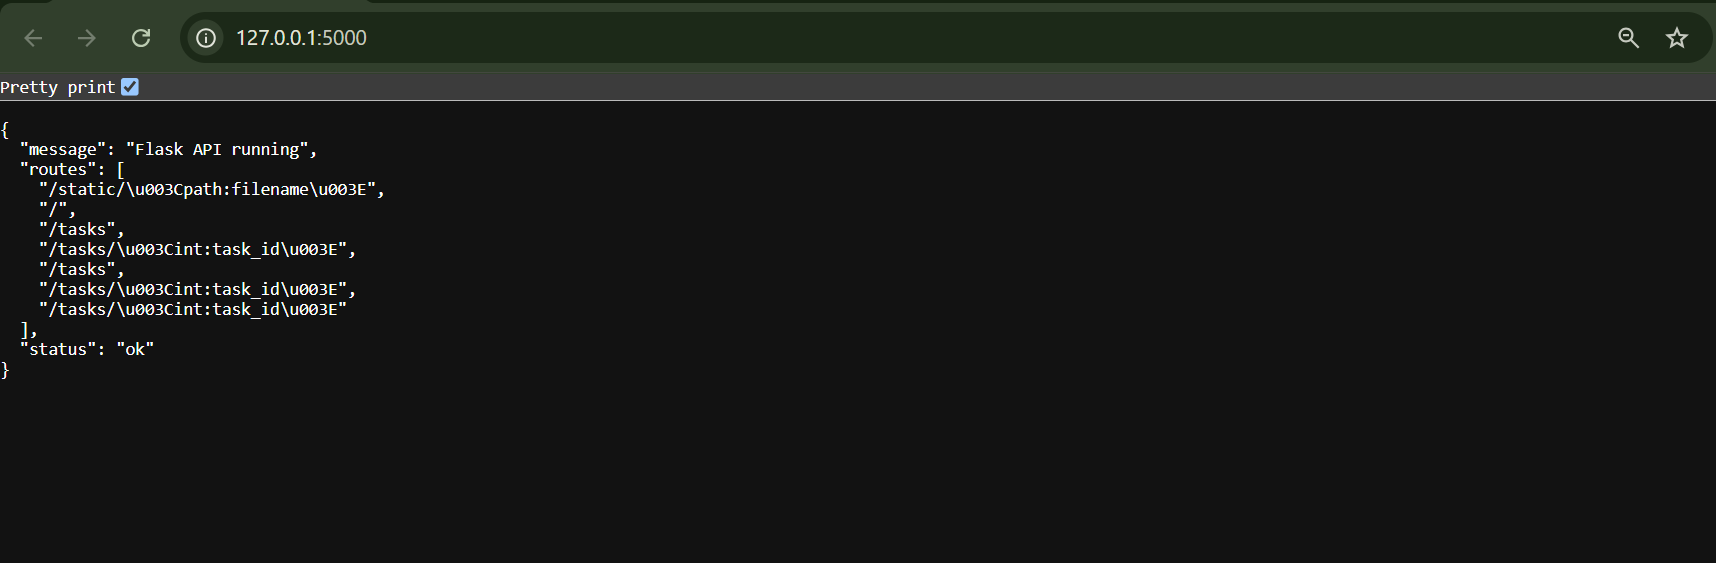 127.0.0.1:5000
Pretty print
{
  "message": "Flask API running",
  "routes": [
    "/static/\u003Cpath:filename\u003E",
    "/",
    "/tasks",
    "/tasks/\u003Cint:task_id\u003E",
    "/tasks",
    "/tasks/\u003Cint:task_id\u003E",
    "/tasks/\u003Cint:task_id\u003E"
  ],
  "status": "ok"
}